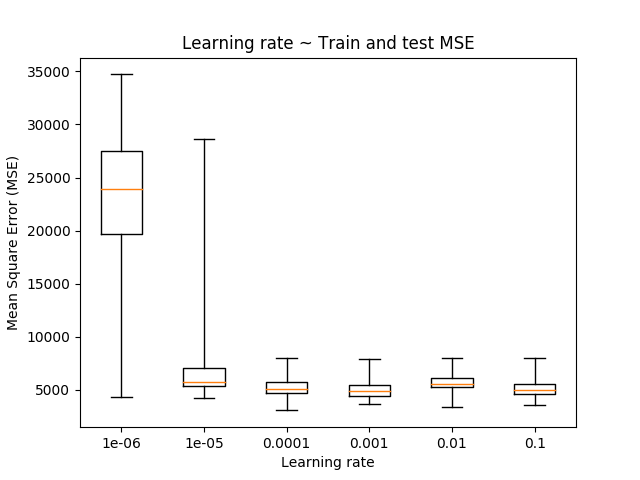 Learning rate ~ Train and test MSE
Mean Square Error (MSE)
35000
30000
25000
20000
15000
10000
5000
1e-06 1e-05 0.0001 0.001 0.01 0.1
Learning rate